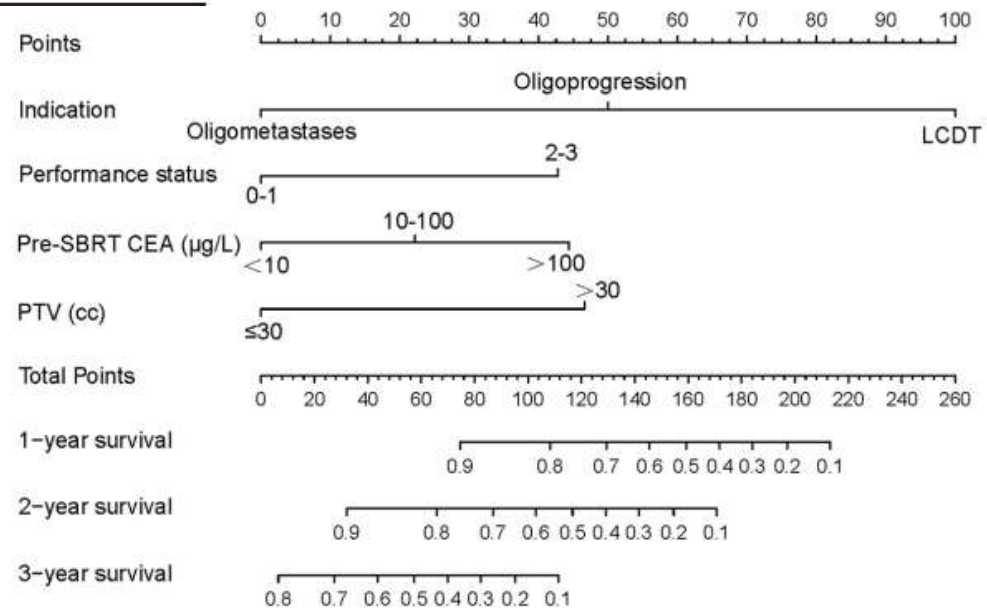 0 10 20 30 40 50 60 70 80 90 100
Points
Oligoprogression
Indication
Oligometastases LCDT
2-3
Performance status
0-1
10-100
Pre-SBRT CEA (µg/L)
<10 >100
>30
PTV (cc)
≤30
Total Points
0 20 40 60 80 100 120 140 160 180 200 220 240 260
1−year survival
0.9 0.8 0.7 0.6 0.5 0.4 0.3 0.2 0.1
2−year survival
0.9 0.8 0.7 0.6 0.5 0.4 0.3 0.2 0.1
3−year survival
0.8 0.7 0.6 0.5 0.4 0.3 0.2 0.1